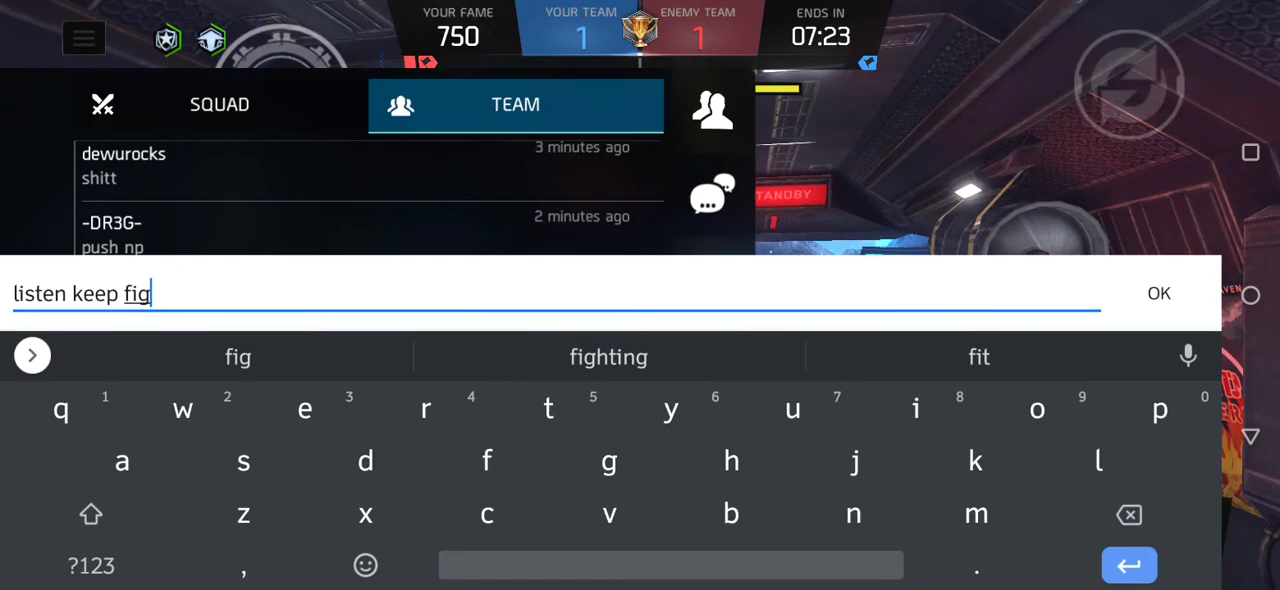 YOUR FAME
750
YOUR TEAM
1
ENEMY TEAM
1
ENDS IN
07:23
SQUAD
TEAM
dewurocks
3 minutes ago
shitt
-DR3G-
2 minutes ago
push np
TANDBY
listen keep fig
OK
fig fighting fit
q 1 w 2 e 3 r 4 t 5 y 6 u 7 i 8 o 9 p 0
a s d f g h j k l
z x c v b n m
?123 , .